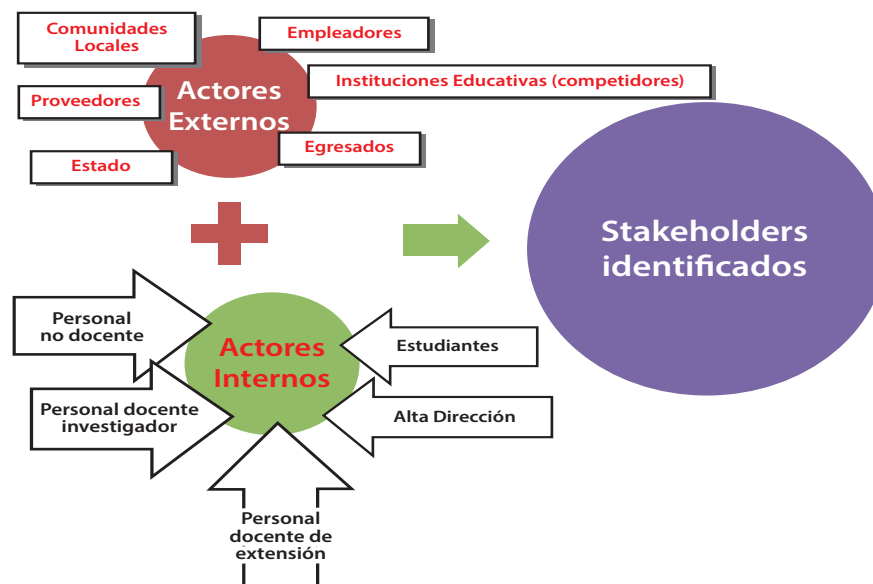 Comunidades
Locales
Empleadores
Instituciones Educativas (competidores)
Actores
Externos
Proveedores
Egresados
Estado
Stakeholders
identificados
Personal
no docente
Actores
Internos
Estudiantes
Personal docente
investigador
Alta Dirección
Personal
docente de
extensión